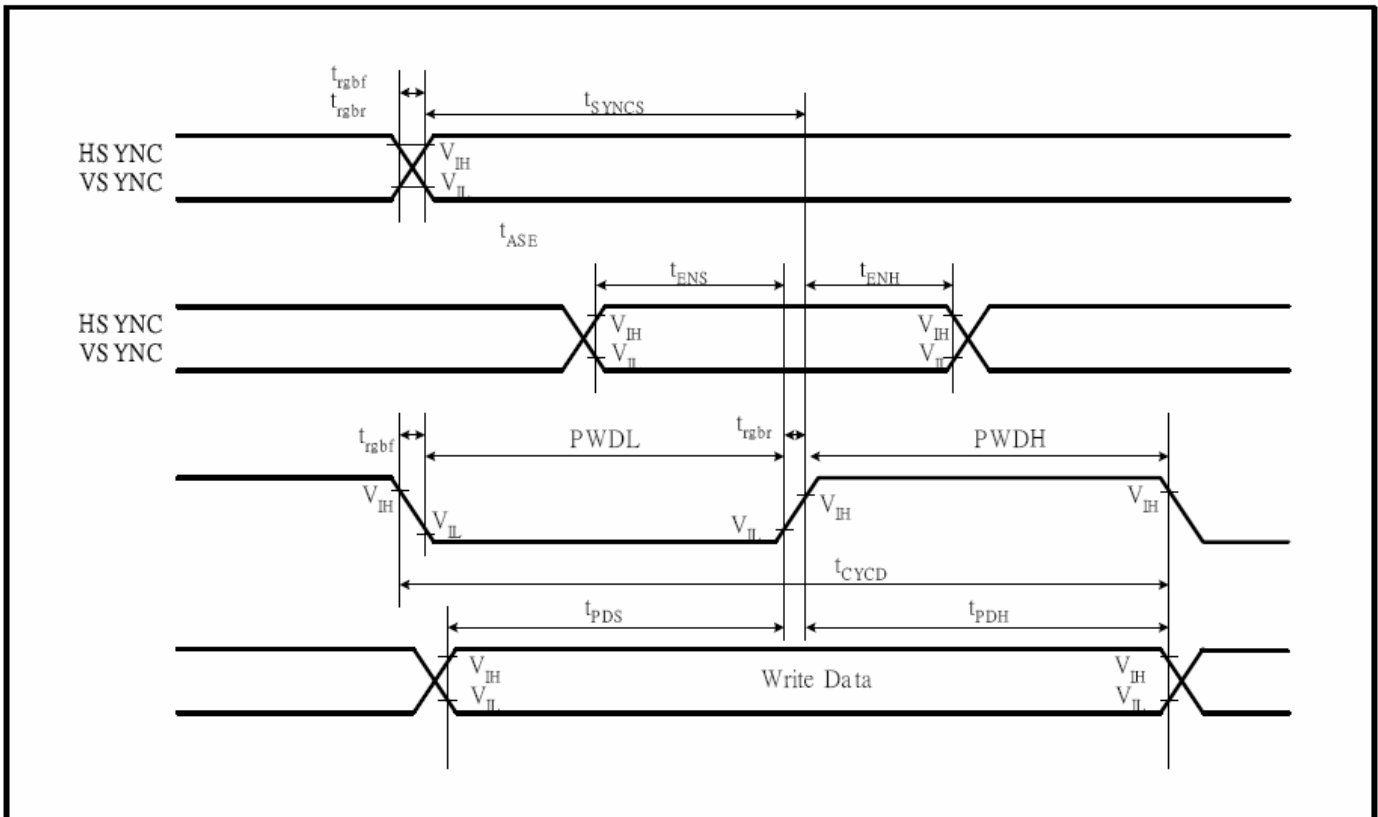 trgbf
trgbr
tSYNCS
HSYNC
VSYNC
VIH
VIL
tASE
tENS
tENH
HSYNC
VSYNC
VIH
VIL
VIH
VIL
trgbf
PWDL
trgbr
PWDH
VIH
VIL
VIL
VIH
VIH
tCYCD
tPDS
tPDH
VIH
VIL
Write Data
VIH
VIL